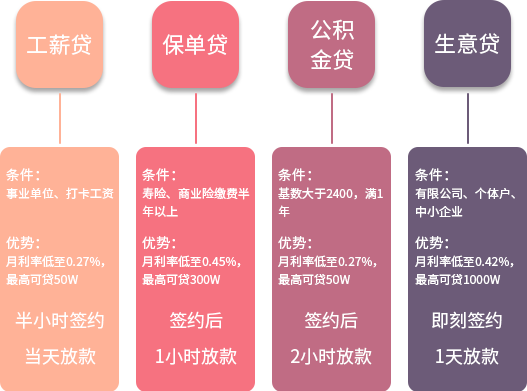 工薪贷
条件：
事业单位、打卡工资
优势：
月利率低至0.27%，
最高可贷50W
半小时签约
当天放款
保单贷
条件：
寿险、商业险缴费半
年以上
优势：
月利率低至0.45%，
最高可贷300W
签约后
1小时放款
公积
金贷
条件：
基数大于2400，满1
年
优势：
月利率低至0.27%，
最高可贷50W
签约后
2小时放款
生意贷
条件：
有限公司、个体户、
中小企业
优势：
月利率低至0.42%，
最高可贷1000W
即刻签约
1天放款